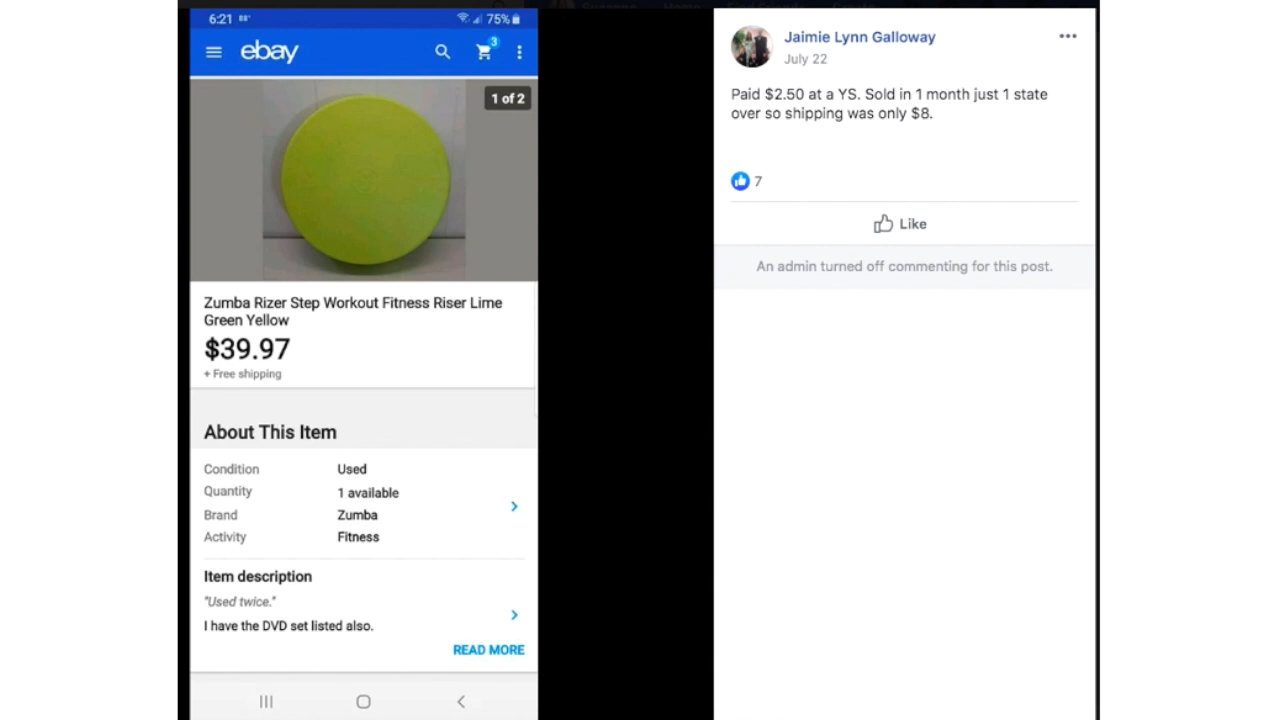 6:21 88°
75%
ebay
3
1 of 2
Zumba Rizer Step Workout Fitness Riser Lime
Green Yellow
$39.97
+ Free shipping
About This Item
Condition Used
Quantity 1 available
Brand Zumba
Activity Fitness
Item description
"Used twice."
I have the DVD set listed also.
READ MORE
Jaimie Lynn Galloway
July 22
Paid $2.50 at a YS. Sold in 1 month just 1 state
over so shipping was only $8.
7
Like
An admin turned off commenting for this post.